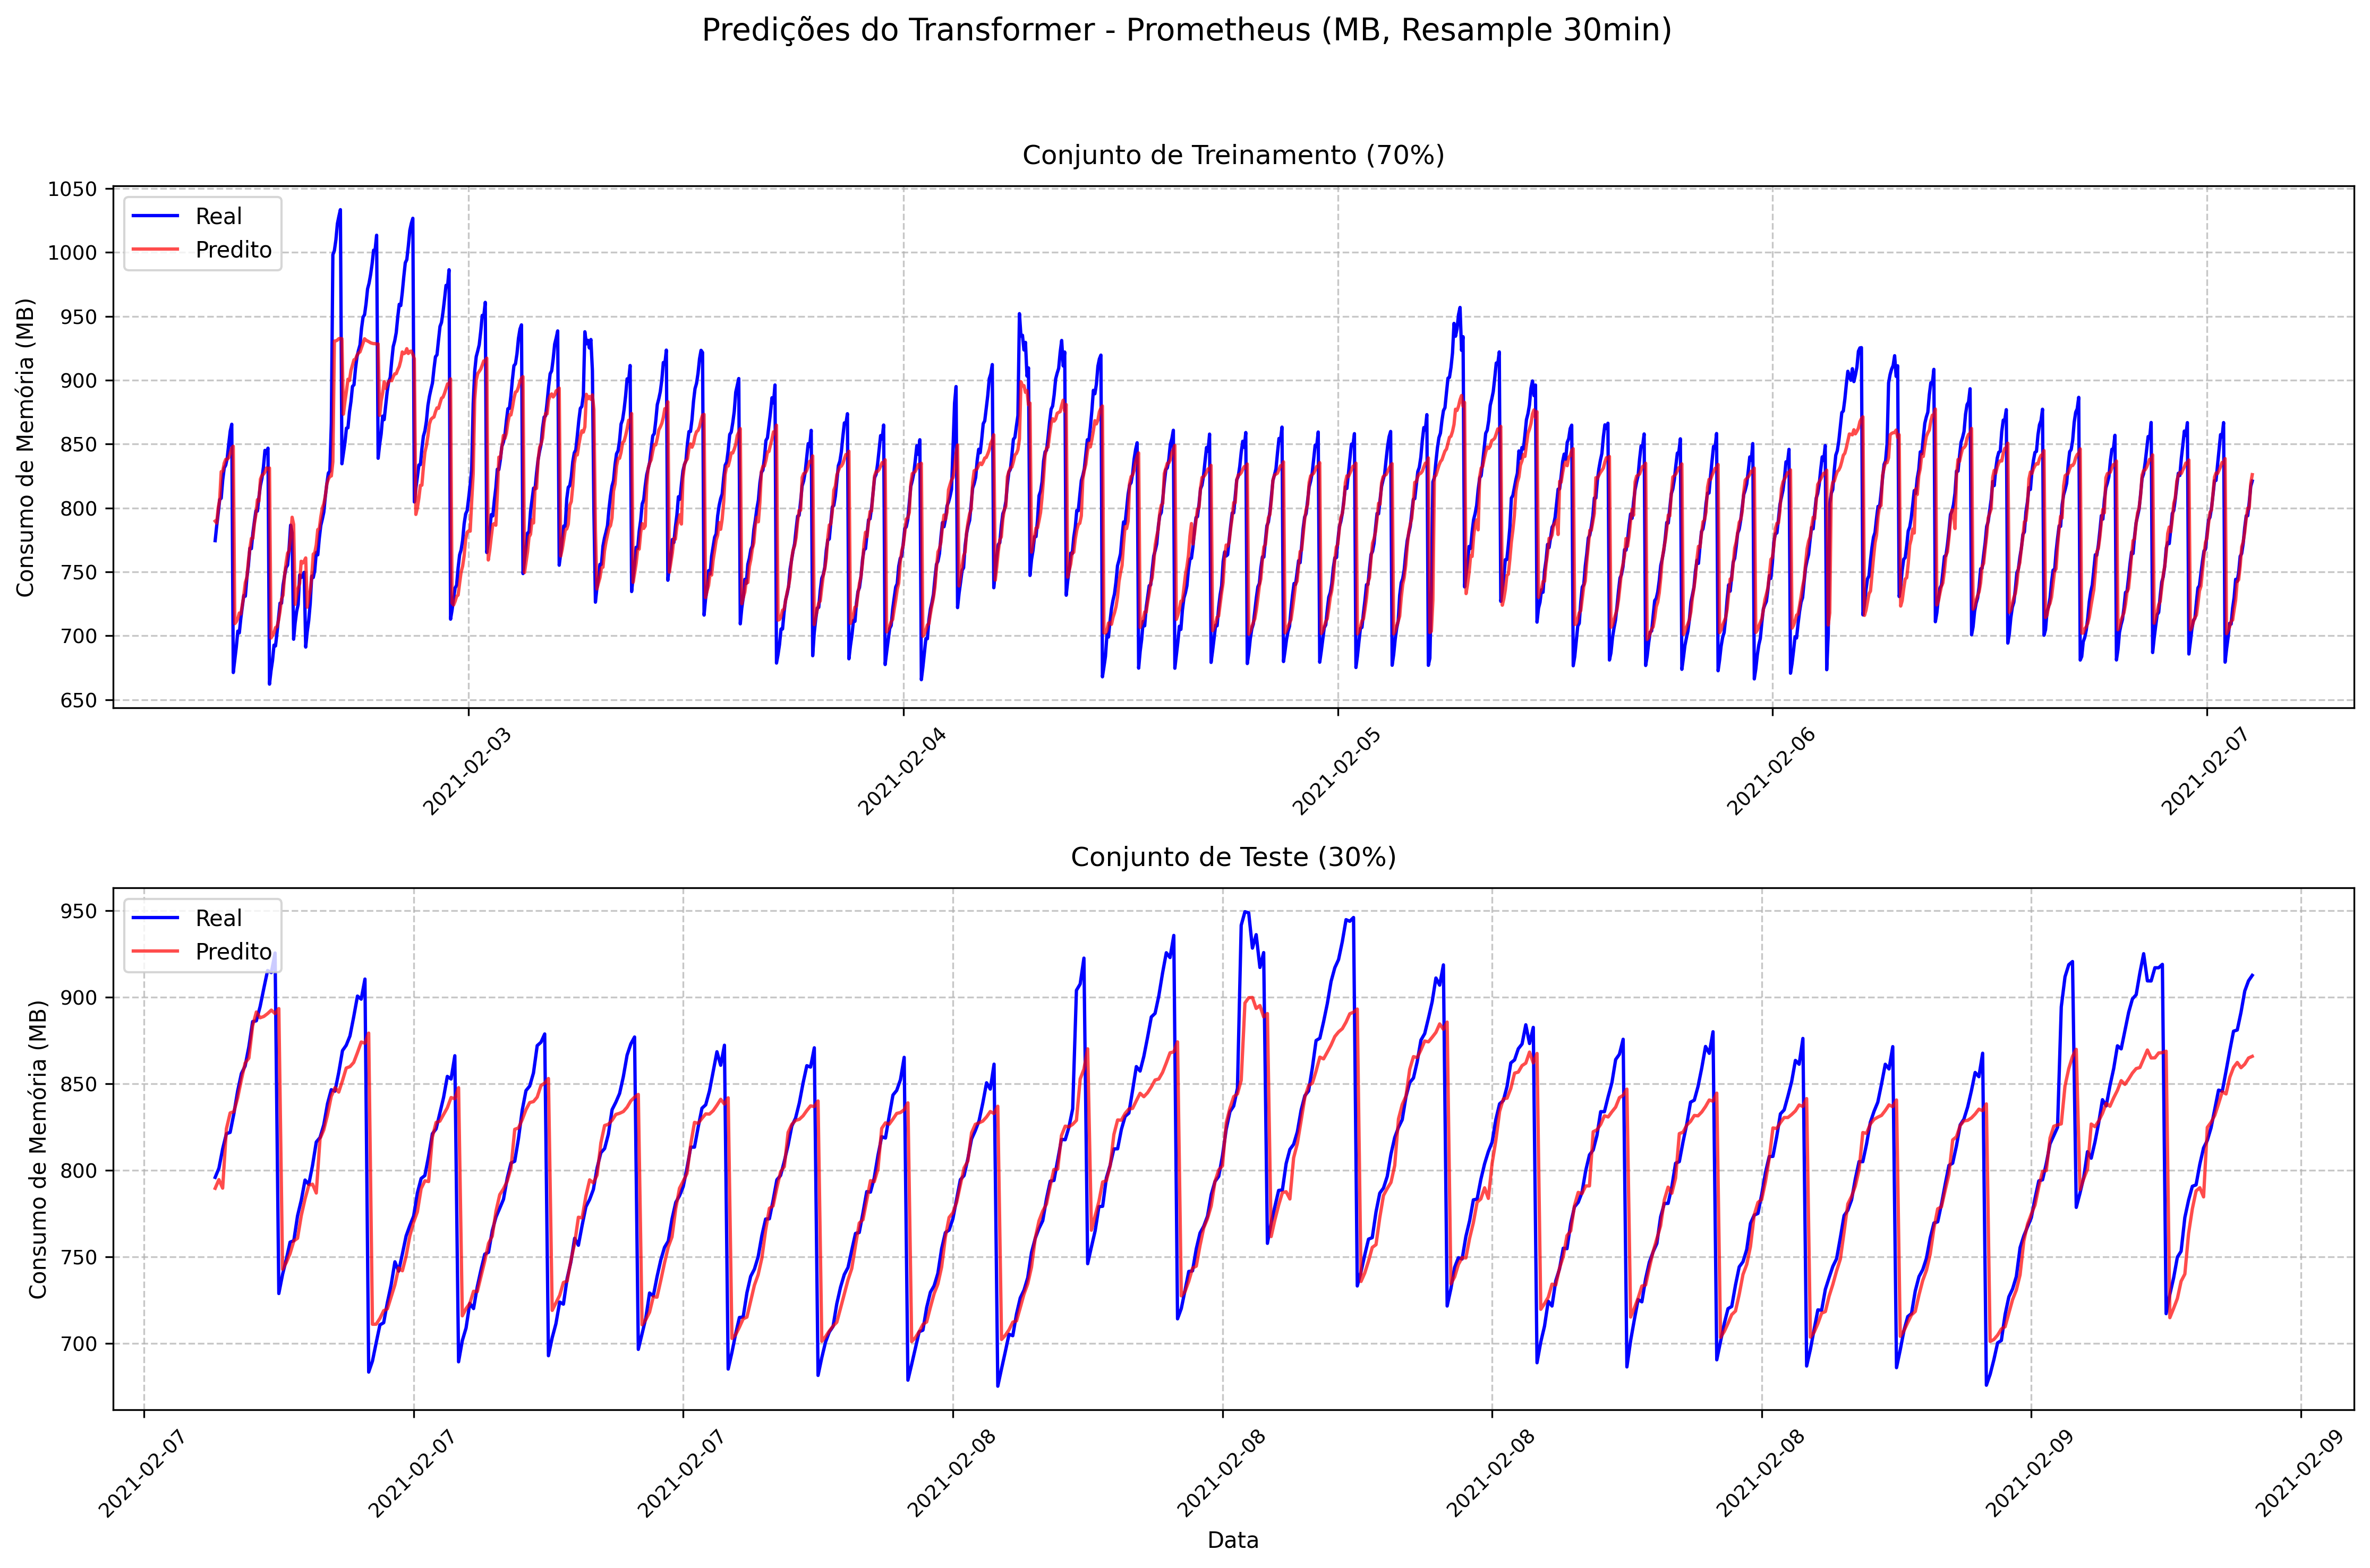 Predições do Transformer - Prometheus (MB, Resample 30min)
Conjunto de Treinamento (70%)
Consumo de Memória (MB)
1050
1000
950
900
850
800
750
700
650
Real
Predito
2021-02-03
2021-02-04
2021-02-05
2021-02-06
2021-02-07
Conjunto de Teste (30%)
Consumo de Memória (MB)
950
900
850
800
750
700
Real
Predito
2021-02-07
2021-02-07
2021-02-07
2021-02-08
2021-02-08
2021-02-08
2021-02-08
2021-02-09
2021-02-09
Data